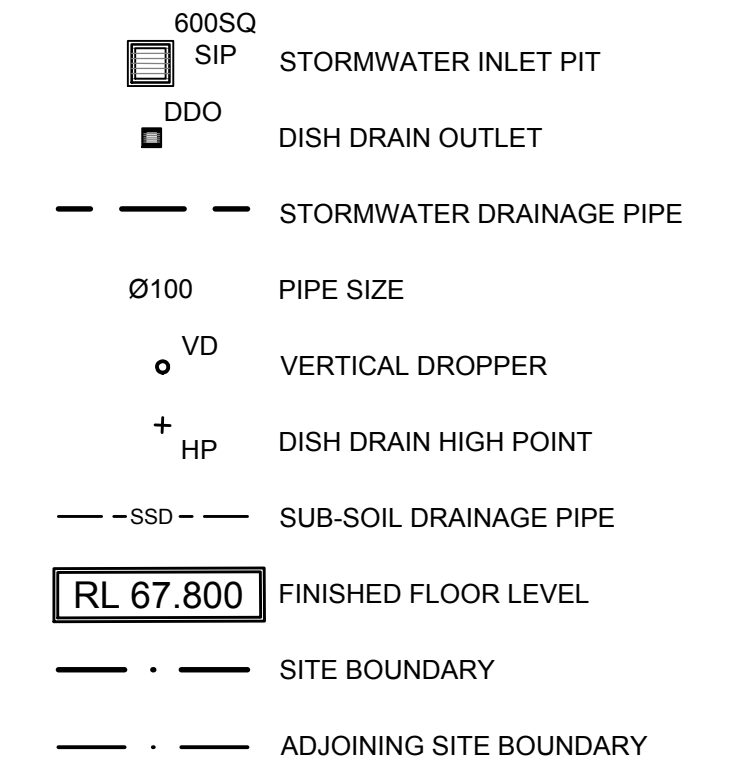 600SQ
SIP STORMWATER INLET PIT
DDO
DISH DRAIN OUTLET
STORMWATER DRAINAGE PIPE
Ø100 PIPE SIZE
VD
VERTICAL DROPPER
HP DISH DRAIN HIGH POINT
SSD SUB-SOIL DRAINAGE PIPE
RL 67.800 FINISHED FLOOR LEVEL
SITE BOUNDARY
ADJOINING SITE BOUNDARY